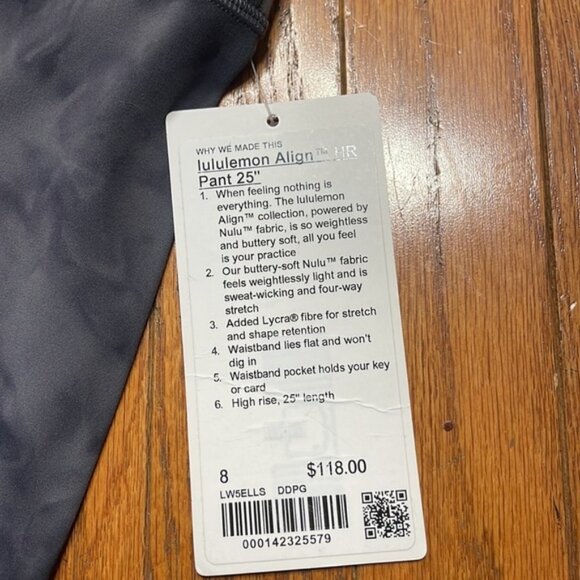 WHY WE MADE THIS
lululemon Align™ HR
Pant 25"
1. When feeling nothing is
everything. The lululemon
Align™ collection, powered by
Nulu™ fabric, is so weightless
and buttery soft, all you feel
is your practice
2. Our buttery-soft Nulu™ fabric
feels weightlessly light and is
sweat-wicking and four-way
stretch
3. Added Lycra® fibre for stretch
and shape retention
4. Waistband lies flat and won't
dig in
5. Waistband pocket holds your key
or card
6. High rise, 25" length
8 $118.00
LW5ELLS DDPG
000142325579